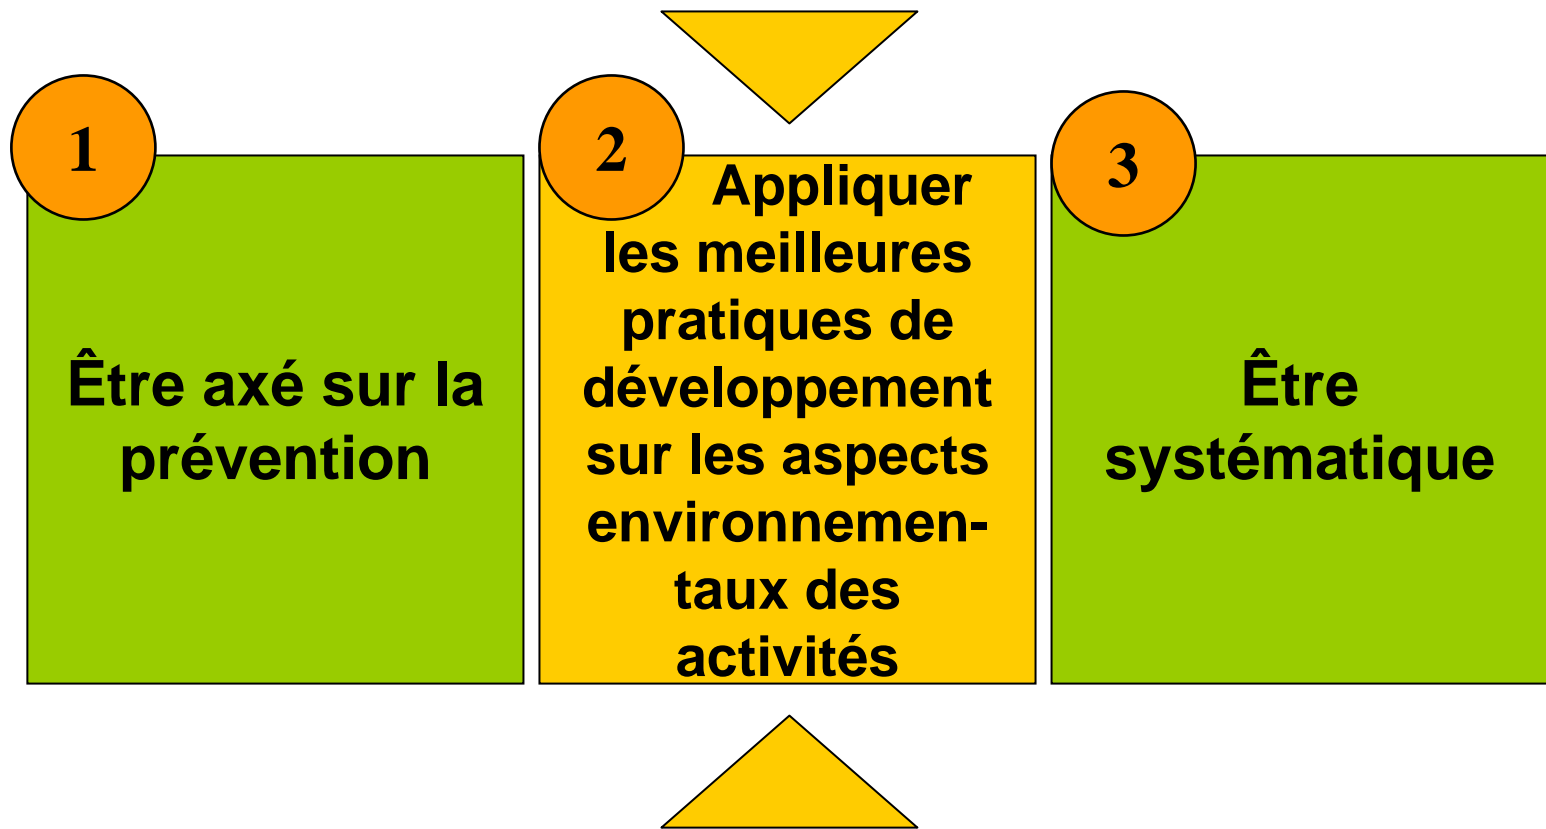 1
Être axé sur la
prévention
2
Appliquer
les meilleures
pratiques de
développement
sur les aspects
environnemen-
taux des
activités
3
Être
systématique